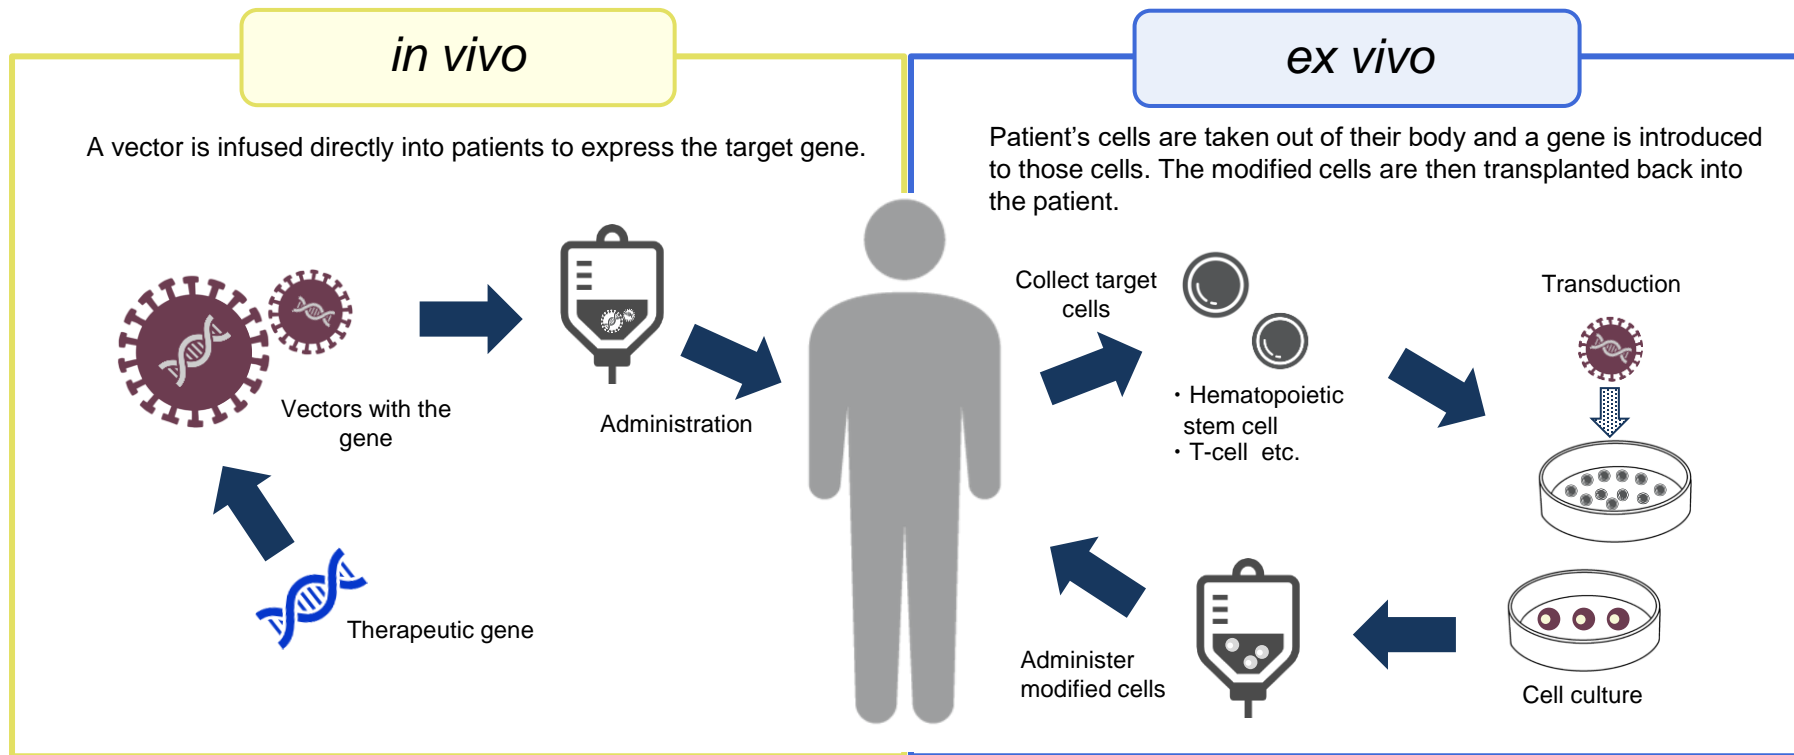 in vivo
A vector is infused directly into patients to express the target gene.
Vectors with the
gene
Administration
Therapeutic gene
ex vivo
Patient's cells are taken out of their body and a gene is introduced
to those cells. The modified cells are then transplanted back into
the patient.
Collect target
cells
・Hematopoietic
stem cell
・T-cell etc.
Transduction
Cell culture
Administer
modified cells